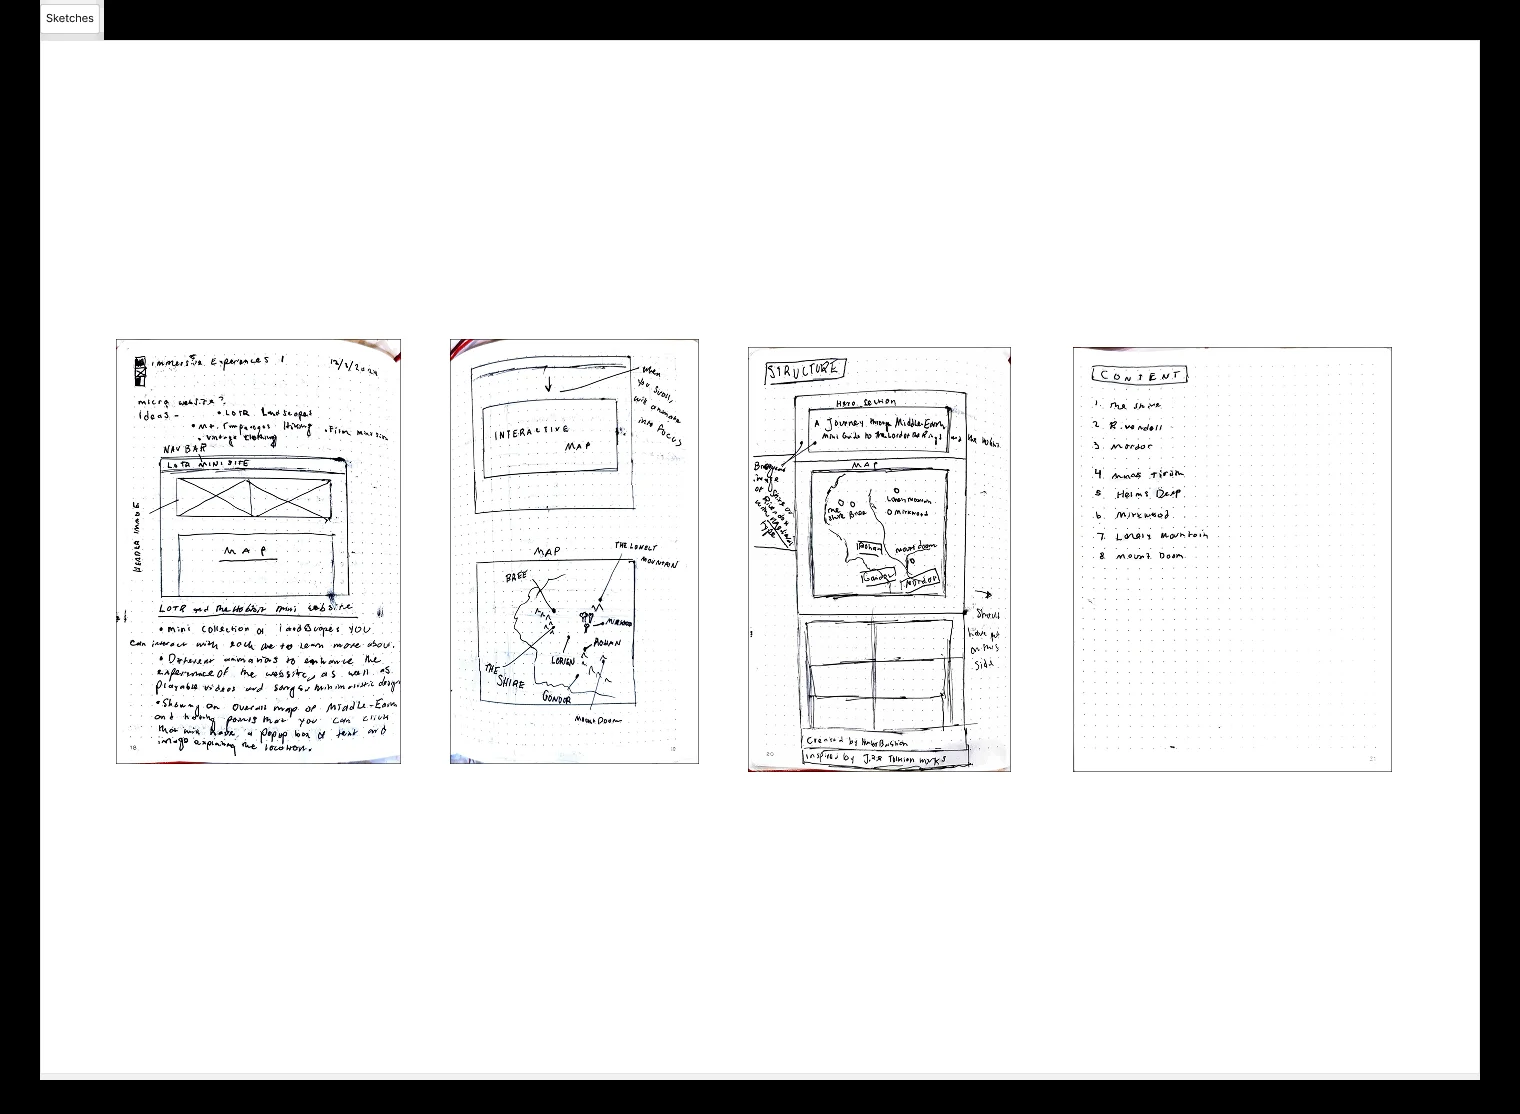 Sketches
immersive Experiences
12/2/2024
micro website?
Ideas -
• LOTR Landscapes
Hiking
• Film
• Vintage Clothing
NAV BAR
LOTR MINI SITE
HEADER IMAGE
MAP
LOTR and the Hobbit mini website
• mini collection of landscapes YOU
can interact with each one to learn more about.
• Different animations to enhance the
experience of the website, as well as
playable videos and songs, minimalistic design
• Showing an overall map of Middle-Earth
and having points that you can click
that will have a popup box of text and
image explaining the location.
18
when
you scroll,
will animate
into focus
INTERACTIVE
MAP
MAP
THE LONELY
MOUNTAIN
BREE
MIRKWOOD
ROHAN
LORIEN
THE
SHIRE
GONDOR
MOUNT DOOM
19
STRUCTURE
Hero section
A Journey through Middle-Earth
mini Guide to the Lord of the Rings and the Hobbit
MAP
Background
image
of
Shire or
Rivendell
with
Type
The
Shire Bree
Lonely Mountain
Mirkwood
Rohan
Mount Doom
Gondor
Mordor
Should
have put
on this
side
Created by
Inspired by J.R.R Tolkien works
20
CONTENT
1. The Shire
2. Rivendell
3. Mordor
4. Minas Tirith
5. Helms Deep
6. Mirkwood
7. Lonely Mountain
8. Mount Doom
21